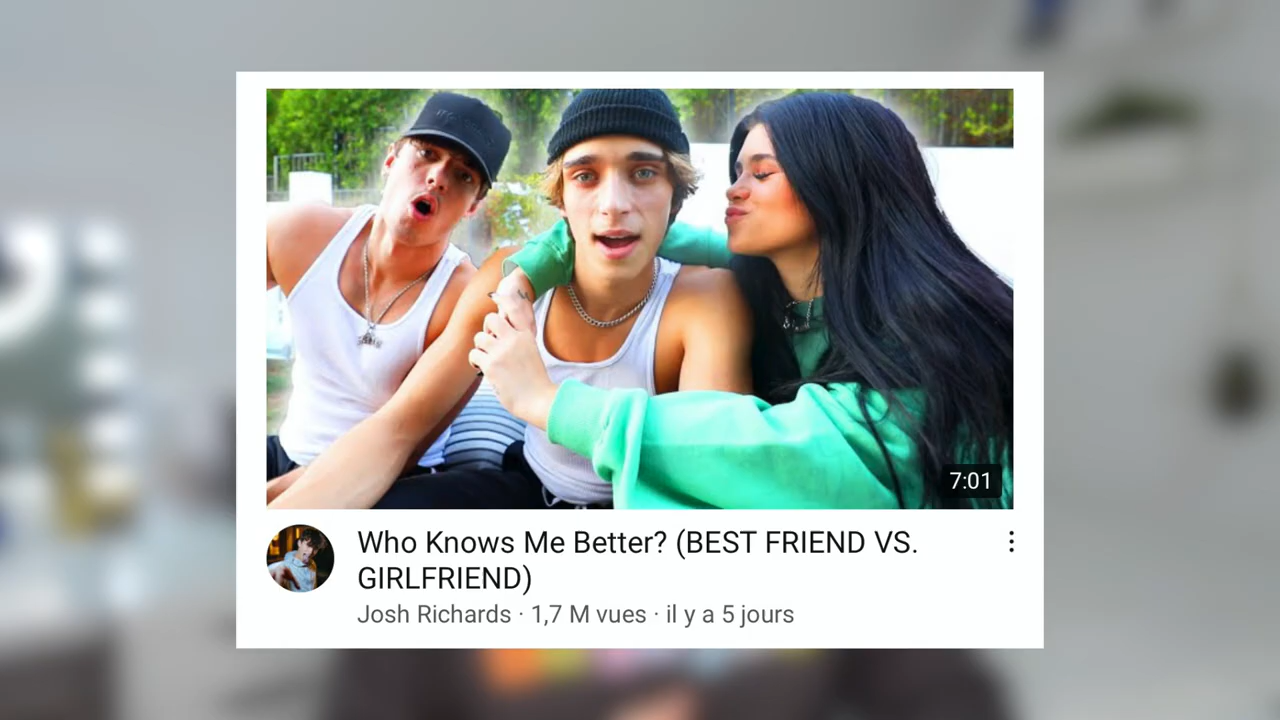 7:01
Who Knows Me Better? (BEST FRIEND VS.
GIRLFRIEND)
Josh Richards · 1,7 M vues · il y a 5 jours